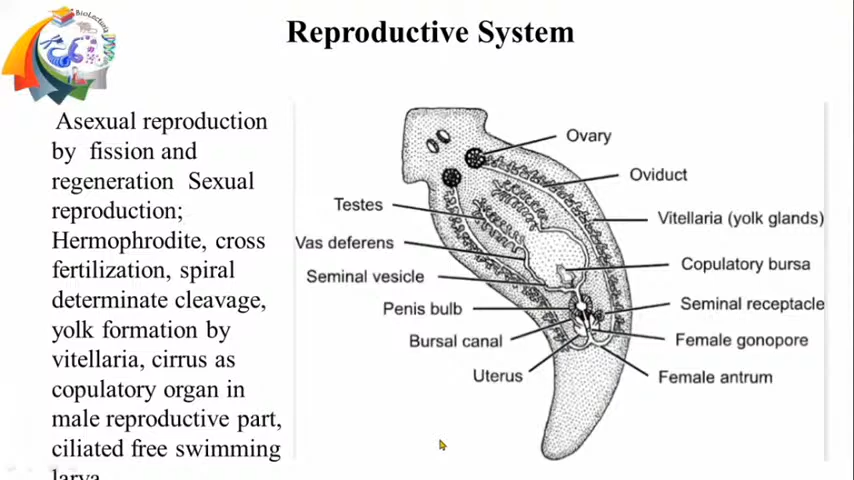 BioLectures
Reproductive System
Asexual reproduction
by fission and
regeneration Sexual
reproduction;
Hermophrodite, cross
fertilization, spiral
determinate cleavage,
yolk formation by
vitellaria, cirrus as
copulatory organ in
male reproductive part,
ciliated free swimming
larva
Ovary
Oviduct
Testes
Vitellaria (yolk glands)
Vas deferens
Copulatory bursa
Seminal vesicle
Seminal receptacle
Penis bulb
Female gonopore
Bursal canal
Uterus
Female antrum